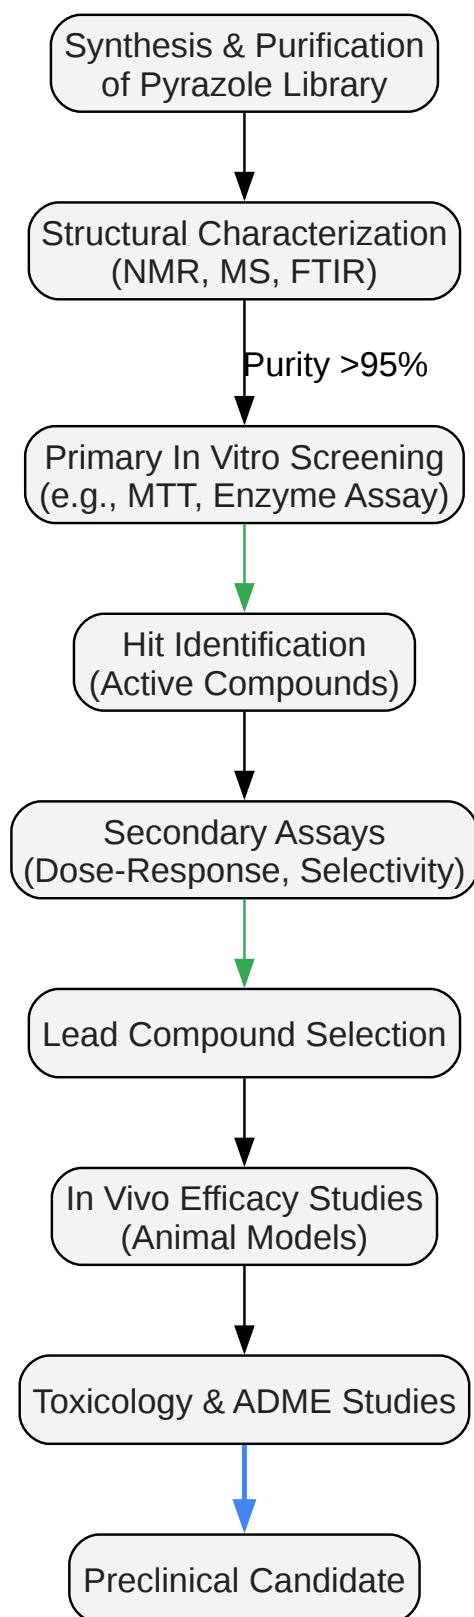 Synthesis & Purification
of Pyrazole Library
Structural Characterization
(NMR, MS, FTIR)
Purity >95%
Primary In Vitro Screening
(e.g., MTT, Enzyme Assay)
Hit Identification
(Active Compounds)
Secondary Assays
(Dose-Response, Selectivity)
Lead Compound Selection
In Vivo Efficacy Studies
(Animal Models)
Toxicology & ADME Studies
Preclinical Candidate